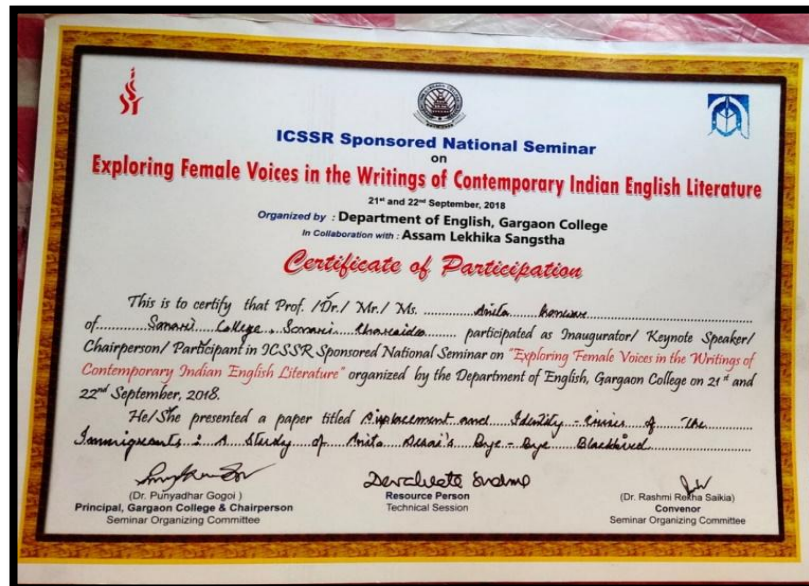 ICSSR Sponsored National Seminar
on
Exploring Female Voices in the Writings of Contemporary Indian English Literature
21st and 22nd September, 2018
Organized by : Department of English, Gargaon College
In Collaboration with : Assam Lekhika Sangstha
Certificate of Participation
This is to certify that Prof. /Dr./ Mr./ Ms. ............ Anita
of ........ Sonari College, Sonari Charaideo ........ participated as Inaugurator/ Keynote Speaker/
Chairperson/ Participant in ICSSR Sponsored National Seminar on "Exploring Female Voices in the Writings of
Contemporary Indian English Literature" organized by the Department of English, Gargaon College on 21st and
22nd September, 2018.
He/She presented a paper titled Displacement and Identity-Crisis of the
Immigrants : A Study of Anita Desai's Bye-Bye Blackbird
(Dr. Punyadhar Gogoi )
Principal, Gargaon College & Chairperson
Seminar Organizing Committee
Resource Person
Technical Session
(Dr. Rashmi Rekha Saikia)
Convenor
Seminar Organizing Committee